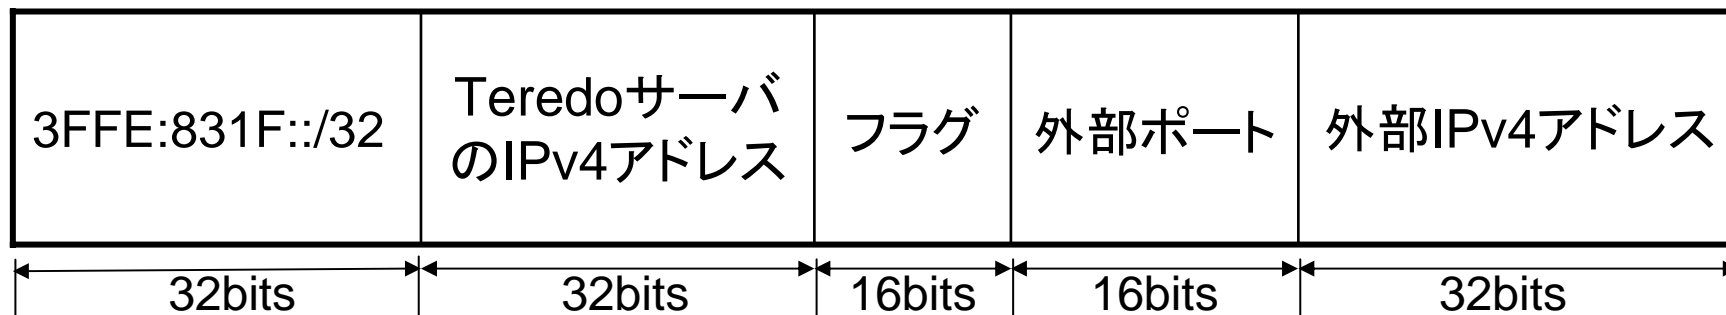 3FFE:831F::/32
Teredoサーバ
のIPv4アドレス
フラグ
外部ポート
外部IPv4アドレス
32bits
32bits
16bits
16bits
32bits